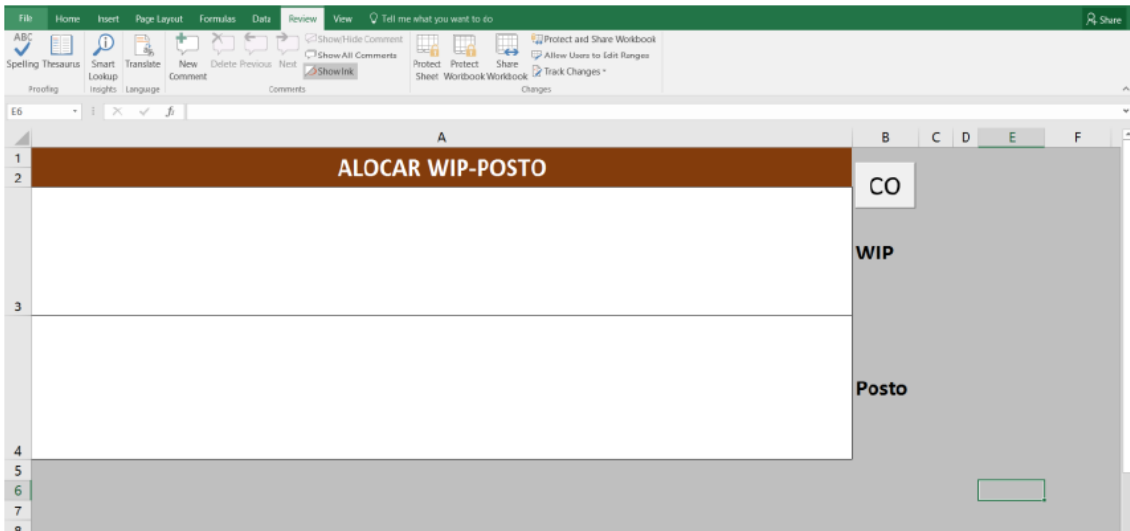 File Home Insert Page Layout Formulas Data Review View Tell me what you want to do Share
ABC
Spelling Thesaurus Smart Lookup Translate New Comment Delete Previous Next Show/Hide Comment Show All Comments Show Ink Protect Sheet Protect Workbook Share Workbook Protect and Share Workbook Allow Users to Edit Ranges Track Changes
Proofing Insights Language Comments Changes
E6 fx
A B C D E F
1
ALOCAR WIP-POSTO
2
CO
WIP
3
Posto
4
5
6
7
8